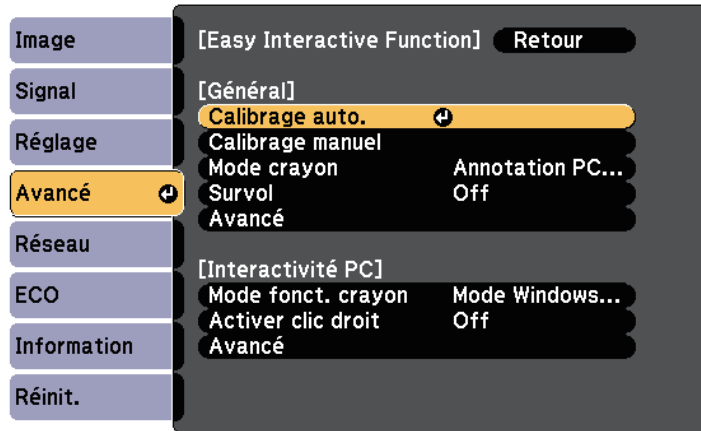 Image
Signal
Réglage
Avancé
Réseau
ECO
Information
Réinit.
[Easy Interactive Function] Retour
[Général]
Calibrage auto.
Calibrage manuel
Mode crayon Annotation PC...
Survol Off
Avancé
[Interactivité PC]
Mode fonct. crayon Mode Windows...
Activer clic droit Off
Avancé